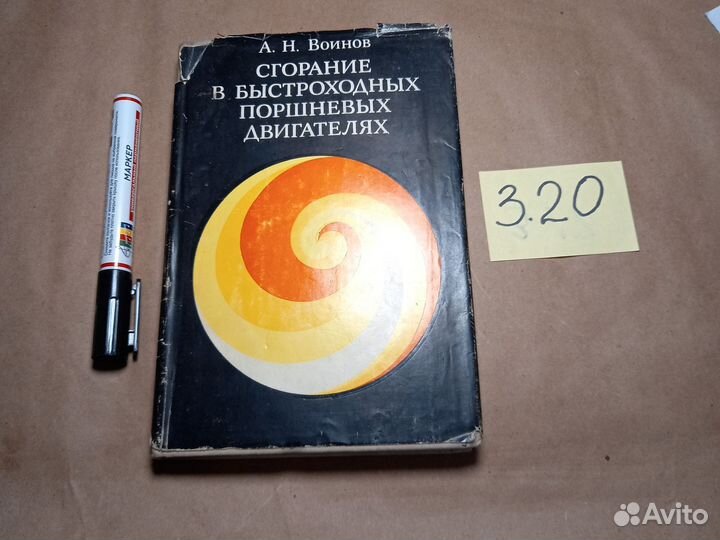 А. Н. Воинов
СГОРАНИЕ
В БЫСТРОХОДНЫХ
ПОРШНЕВЫХ
ДВИГАТЕЛЯХ
МАРКЕР
3.20
Avito